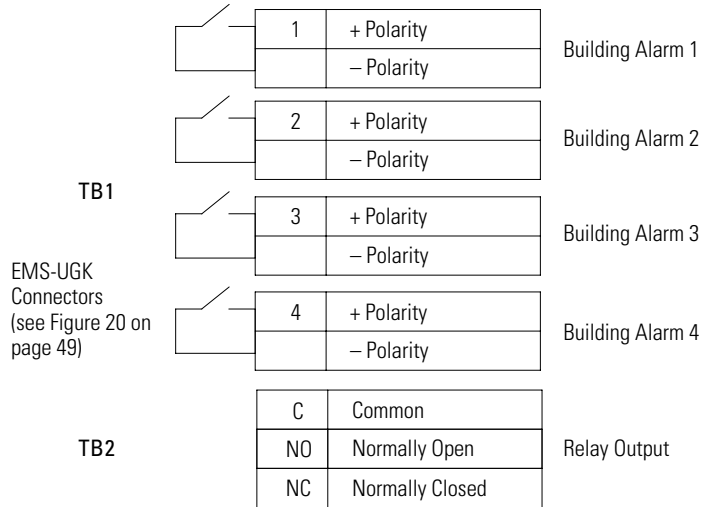 1 + Polarity
– Polarity
Building Alarm 1
2 + Polarity
– Polarity
Building Alarm 2
TB1
3 + Polarity
– Polarity
Building Alarm 3
EMS-UGK
Connectors
(see Figure 20 on
page 49)
4 + Polarity
– Polarity
Building Alarm 4
TB2
C Common
NO Normally Open
NC Normally Closed
Relay Output